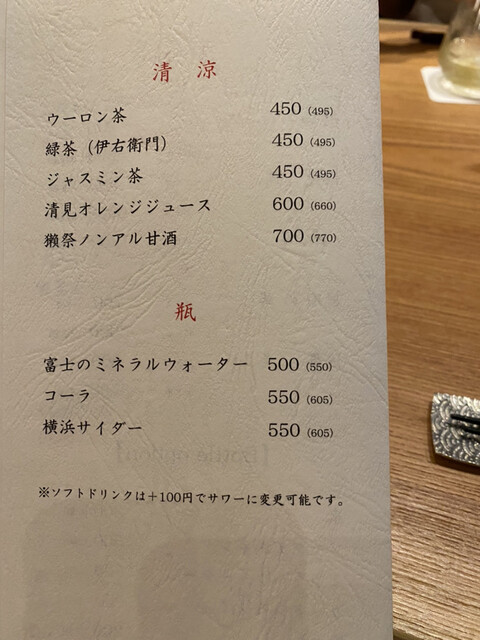 清 涼
ウーロン茶 450 (495)
緑茶（伊右衛門） 450 (495)
ジャスミン茶 450 (495)
清見オレンジジュース 600 (660)
獺祭ノンアル甘酒 700 (770)
瓶
富士のミネラルウォーター 500 (550)
コーラ 550 (605)
横浜サイダー 550 (605)
※ソフトドリンクは＋100円でサワーに変更可能です。